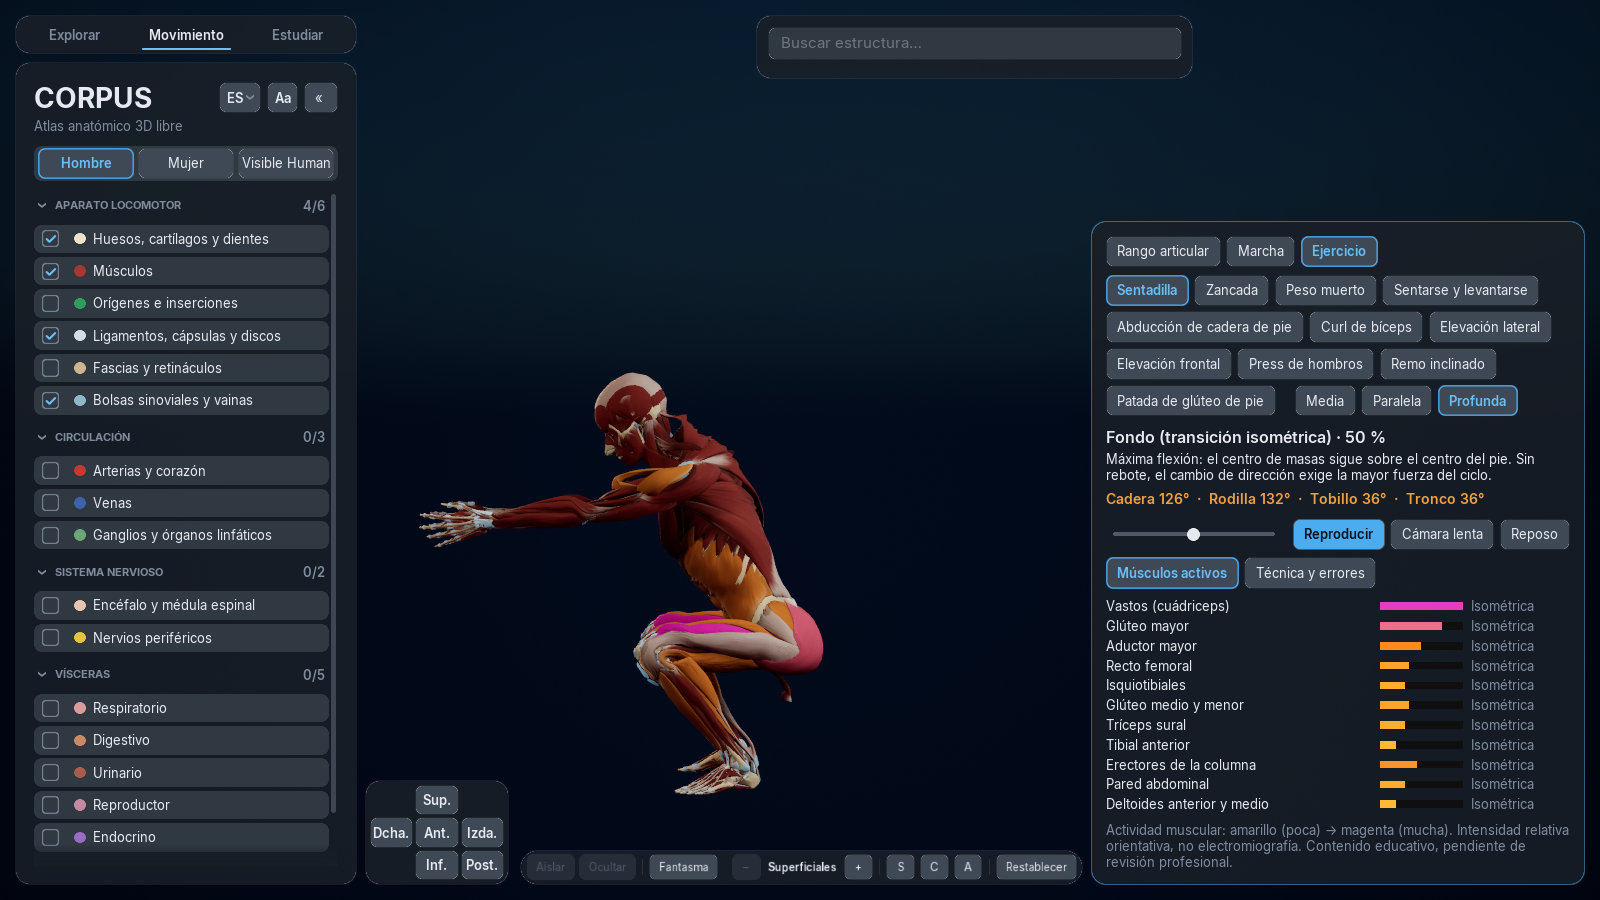 Explorar
Movimiento
Estudiar
Buscar estructura...
CORPUS
ES
Aa
«
Atlas anatómico 3D libre
Hombre
Mujer
Visible Human
APARATO LOCOMOTOR 4/6
Huesos, cartílagos y dientes
Músculos
Orígenes e inserciones
Ligamentos, cápsulas y discos
Fascias y retináculos
Bolsas sinoviales y vainas
CIRCULACIÓN 0/3
Arterias y corazón
Venas
Ganglios y órganos linfáticos
SISTEMA NERVIOSO 0/2
Encéfalo y médula espinal
Nervios periféricos
VÍSCERAS 0/5
Respiratorio
Digestivo
Urinario
Reproductor
Endocrino
Sup.
Dcha. Ant. Izda.
Inf. Post.
Aislar Ocultar Fantasma − Superficiales + S C A Restablecer
Rango articular Marcha Ejercicio
Sentadilla Zancada Peso muerto Sentarse y levantarse
Abducción de cadera de pie Curl de bíceps Elevación lateral
Elevación frontal Press de hombros Remo inclinado
Patada de glúteo de pie Media Paralela Profunda
Fondo (transición isométrica) · 50 %
Máxima flexión: el centro de masas sigue sobre el centro del pie. Sin
rebote, el cambio de dirección exige la mayor fuerza del ciclo.
Cadera 126° · Rodilla 132° · Tobillo 36° · Tronco 36°
Reproducir Cámara lenta Reposo
Músculos activos Técnica y errores
Vastos (cuádriceps) Isométrica
Glúteo mayor Isométrica
Aductor mayor Isométrica
Recto femoral Isométrica
Isquiotibiales Isométrica
Glúteo medio y menor Isométrica
Tríceps sural Isométrica
Tibial anterior Isométrica
Erectores de la columna Isométrica
Pared abdominal Isométrica
Deltoides anterior y medio Isométrica
Actividad muscular: amarillo (poca) → magenta (mucha). Intensidad relativa
orientativa, no electromiografía. Contenido educativo, pendiente de
revisión profesional.